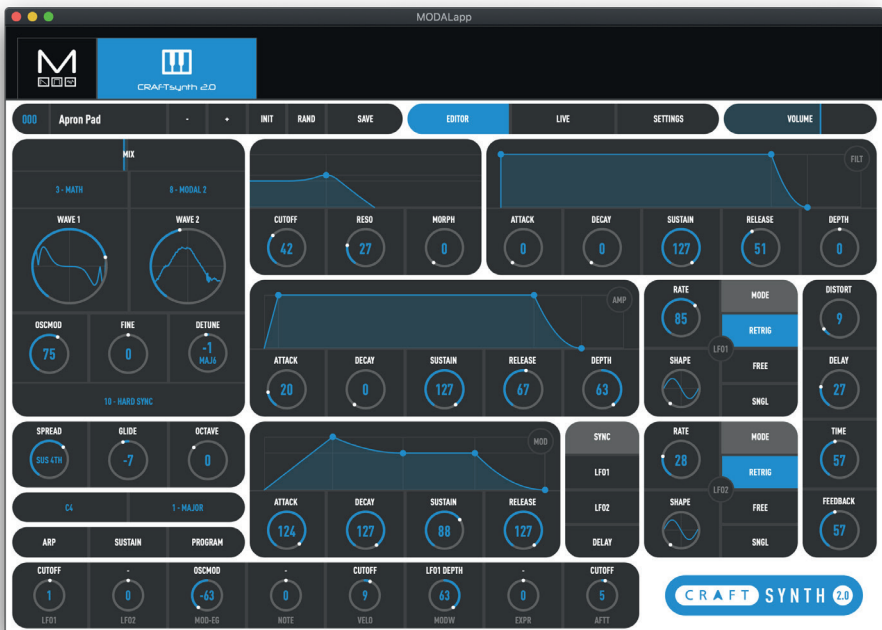 MODALapp
M
CRAFTsynth 2.0
000 Apron Pad - + INIT RAND SAVE EDITOR LIVE SETTINGS VOLUME
MIX
3 - MATH 8 - MODAL 2
WAVE 1 WAVE 2
OSCMOD FINE DETUNE
75 0 -1
MAJ6
10 - HARD SYNC
CUTOFF RESO MORPH
42 27 0
FILT
ATTACK DECAY SUSTAIN RELEASE DEPTH
0 0 127 51 0
AMP
ATTACK DECAY SUSTAIN RELEASE DEPTH
20 0 127 67 63
RATE MODE
85 RETRIG
LFO1
SHAPE FREE
SNGL
DISTORT
9
DELAY
27
TIME
57
FEEDBACK
57
SPREAD GLIDE OCTAVE
SUS 4TH -7 0
C4 1 - MAJOR
ARP SUSTAIN PROGRAM
MOD
ATTACK DECAY SUSTAIN RELEASE
124 127 88 127
SYNC
LFO1
LFO2
DELAY
RATE MODE
28 RETRIG
LFO2
SHAPE FREE
SNGL
CUTOFF - OSCMOD - CUTOFF LFO1 DEPTH - CUTOFF
1 0 -63 0 9 63 0 5
LFO1 LFO2 MOD-EG NOTE VELO MODW EXPR AFTT
CRAFT SYNTH 2.0